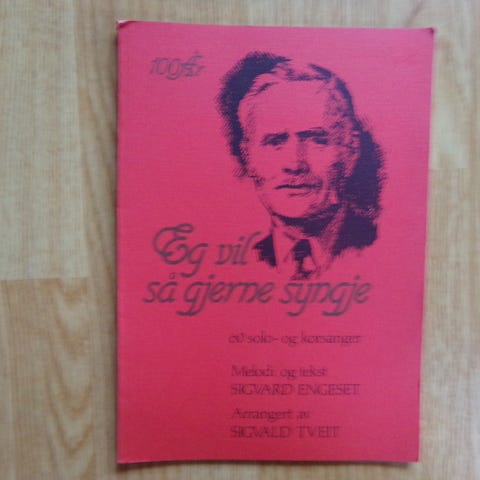 100 År
Eg vil
så gjerne syngje
solo- og korsanger
Melodi og tekst
SIGVARD ENGESET
Arrangert av
SIGVALD TVEIT